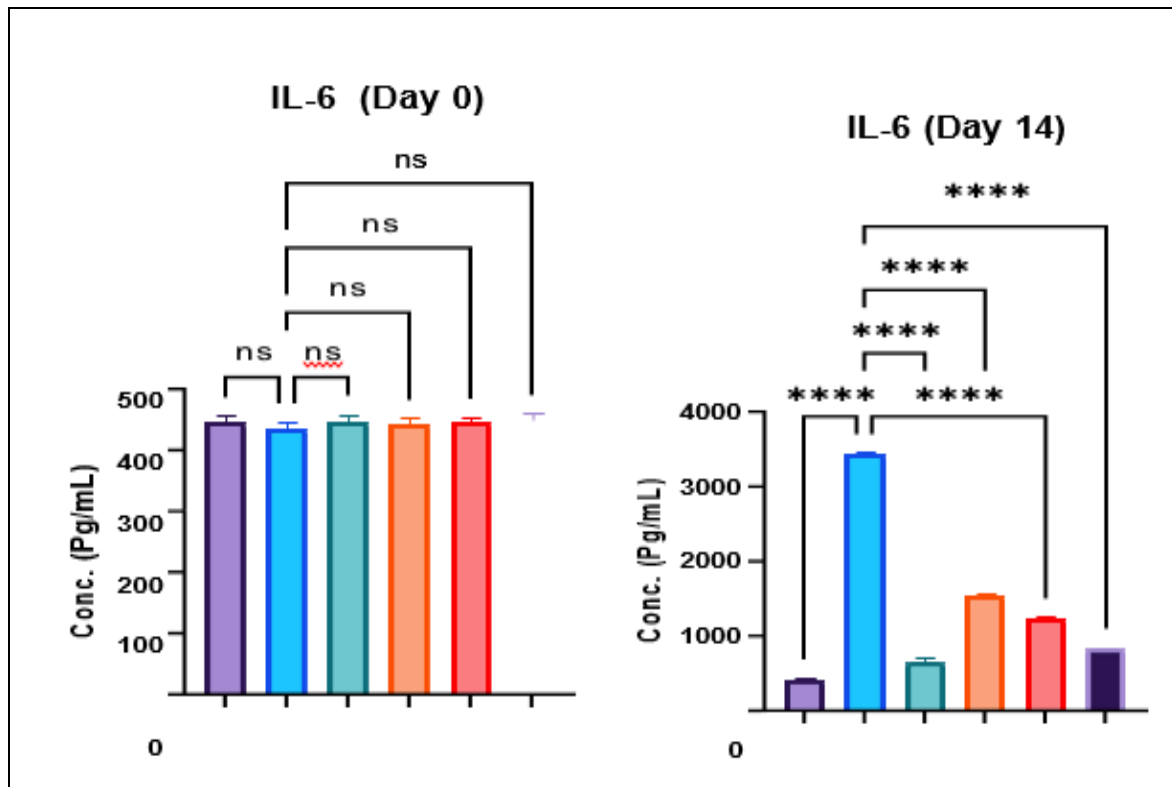 IL-6 (Day 0)
ns
ns
ns
ns ns
500
400
300
200
100
0
Conc. (Pg/mL)
IL-6 (Day 14)
****
****
****
**** ****
4000
3000
2000
1000
0
Conc. (Pg/mL)